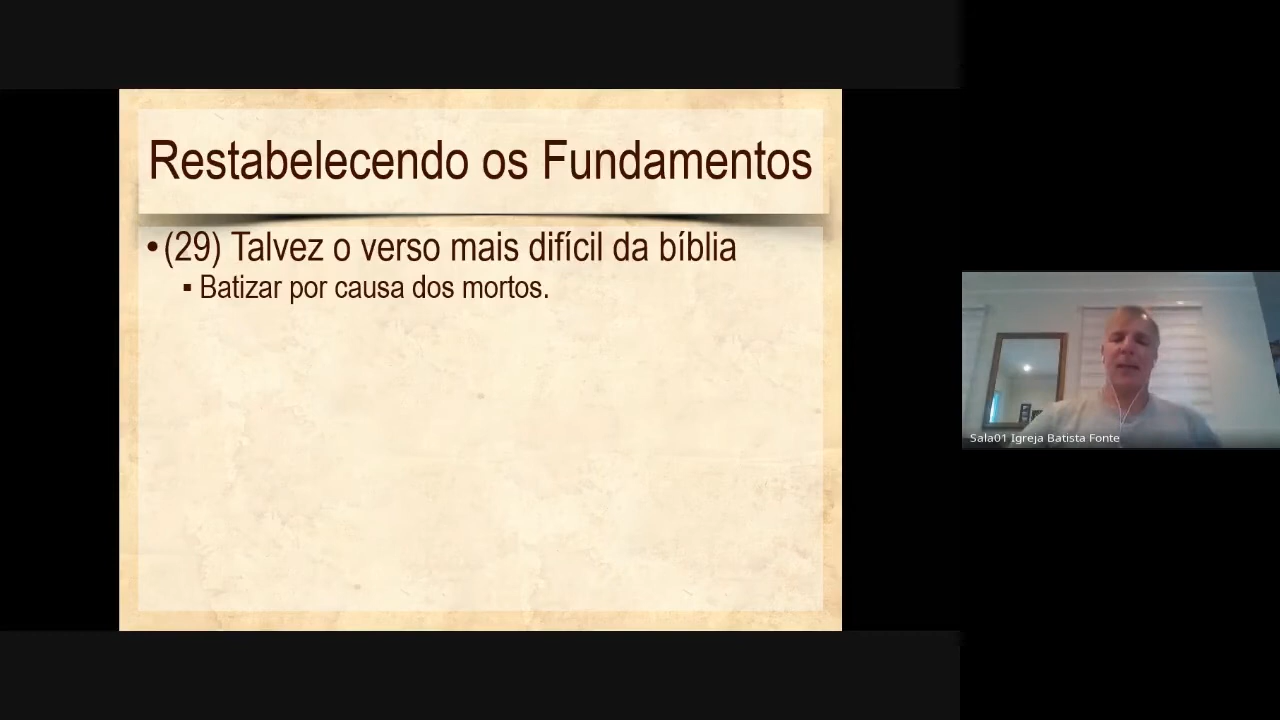 Restabelecendo os Fundamentos
•(29) Talvez o verso mais difícil da bíblia
▪ Batizar por causa dos mortos.
Sala01 Igreja Batista Fonte